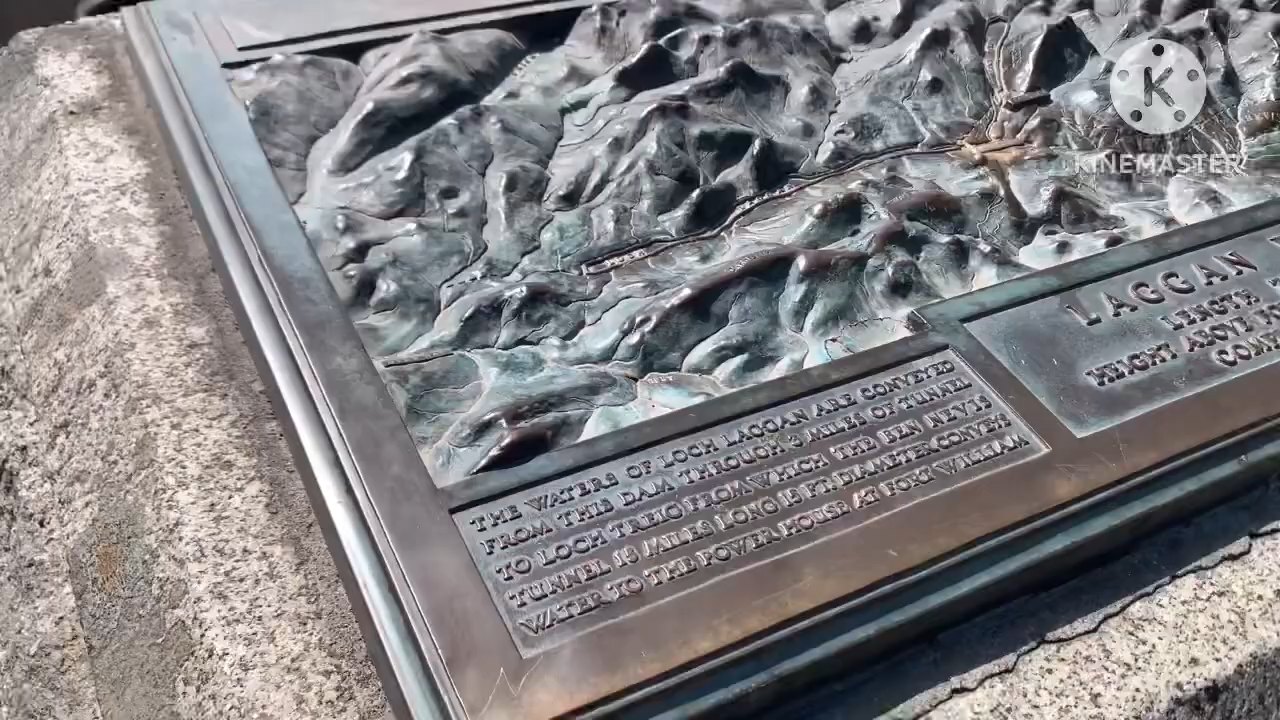 K
KINEMASTER
LAGGAN
LENGTH
HEIGHT ABOVE
THE WATERS OF LOCH LAGGAN ARE CONVEYED
FROM THIS DAM THROUGH 3 MILES OF TUNNEL
TO LOCH TREIG FROM WHICH THE BEN NEVIS
TUNNEL 15 MILES LONG 15 FT. DIAMETER CONVEYS
WATER TO THE POWER HOUSE AT FORT WILLIAM